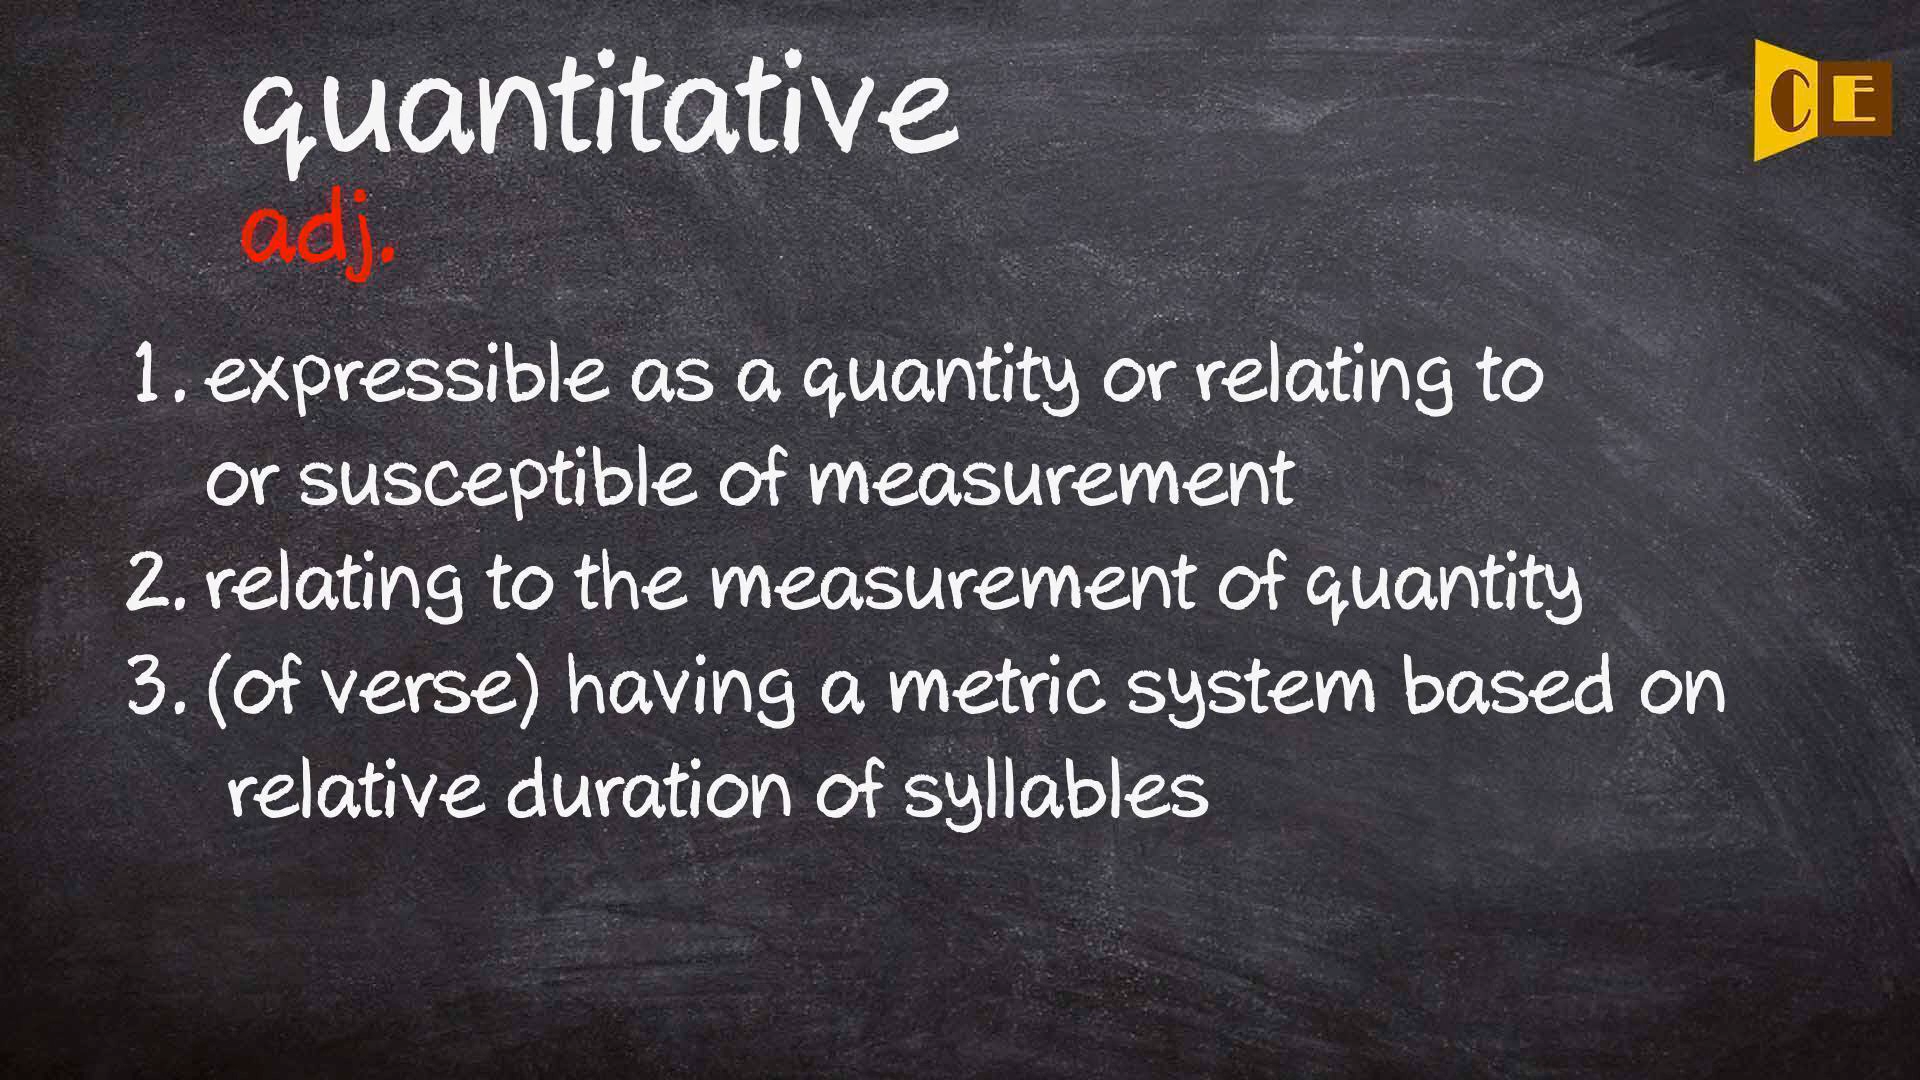 quantitative
CE
adj.
1. expressible as a quantity or relating to
or susceptible of measurement
2. relating to the measurement of quantity
3. (of verse) having a metric system based on
relative duration of syllables